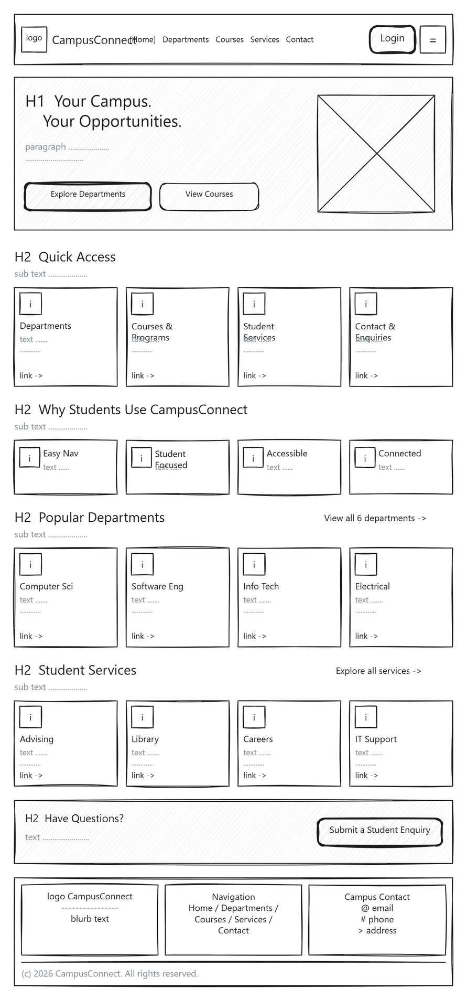 logo
CampusConnect
[Home] Departments Courses Services Contact
Login
=
H1 Your Campus.
Your Opportunities.
paragraph .....................
.............................
Explore Departments
View Courses
H2 Quick Access
sub text ....................
i
Departments
text .......
............
link ->
i
Courses &
Programs
text .......
............
link ->
i
Student
Services
text .......
............
link ->
i
Contact &
Enquiries
text .......
............
link ->
H2 Why Students Use CampusConnect
sub text ....................
i
Easy Nav
text ......
i
Student
Focused
text ......
i
Accessible
text ......
i
Connected
text ......
H2 Popular Departments
View all 6 departments ->
sub text ....................
i
Computer Sci
text .......
............
link ->
i
Software Eng
text .......
............
link ->
i
Info Tech
text .......
............
link ->
i
Electrical
text .......
............
link ->
H2 Student Services
Explore all services ->
sub text ....................
i
Advising
text .......
............
link ->
i
Library
text .......
............
link ->
i
Careers
text .......
............
link ->
i
IT Support
text .......
............
link ->
H2 Have Questions?
text ........................
Submit a Student Enquiry
logo CampusConnect
----------------
blurb text
Navigation
Home / Departments /
Courses / Services /
Contact
Campus Contact
@ email
# phone
> address
(c) 2026 CampusConnect. All rights reserved.